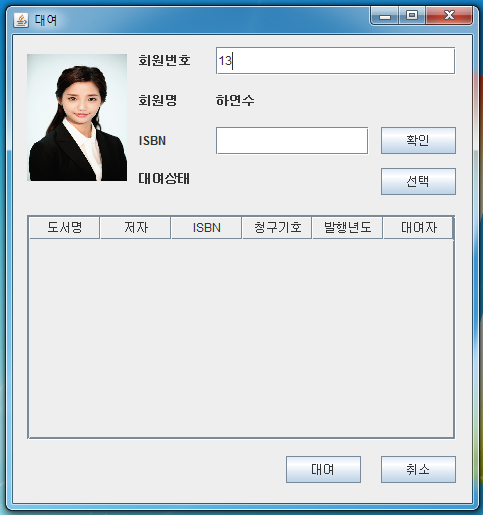 대여
회원번호 13
회원명 하연수
ISBN 확인
대여상태 선택
도서명 저자 ISBN 청구기호 발행년도 대여자
대여 취소